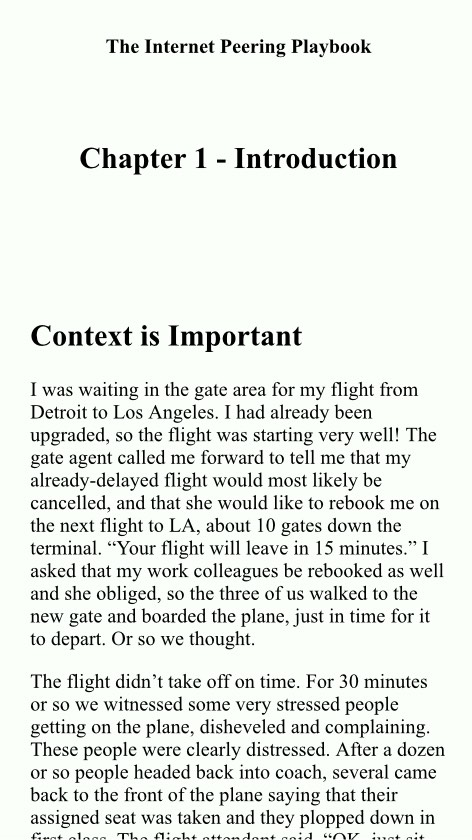 The Internet Peering Playbook
Chapter 1 - Introduction
Context is Important
I was waiting in the gate area for my flight from
Detroit to Los Angeles. I had already been
upgraded, so the flight was starting very well! The
gate agent called me forward to tell me that my
already-delayed flight would most likely be
cancelled, and that she would like to rebook me on
the next flight to LA, about 10 gates down the
terminal. “Your flight will leave in 15 minutes.” I
asked that my work colleagues be rebooked as well
and she obliged, so the three of us walked to the
new gate and boarded the plane, just in time for it
to depart. Or so we thought.
The flight didn’t take off on time. For 30 minutes
or so we witnessed some very stressed people
getting on the plane, disheveled and complaining.
These people were clearly distressed. After a dozen
or so people headed back into coach, several came
back to the front of the plane saying that their
assigned seat was taken and they plopped down in
first class. The flight attendant said, “OK, just sit